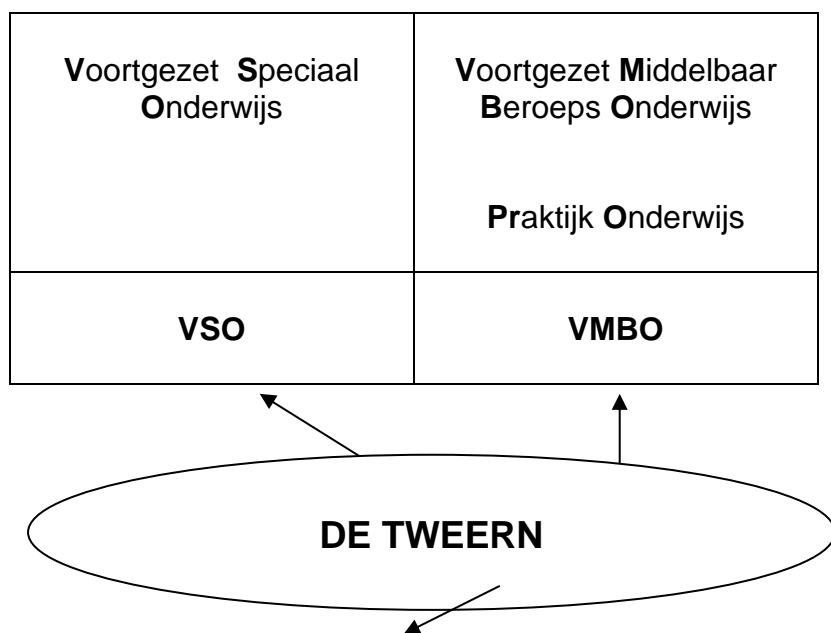 Voortgezet Speciaal
Onderwijs
Voortgezet Middelbaar
Beroeps Onderwijs
Praktijk Onderwijs
VSO
VMBO
DE TWEERN